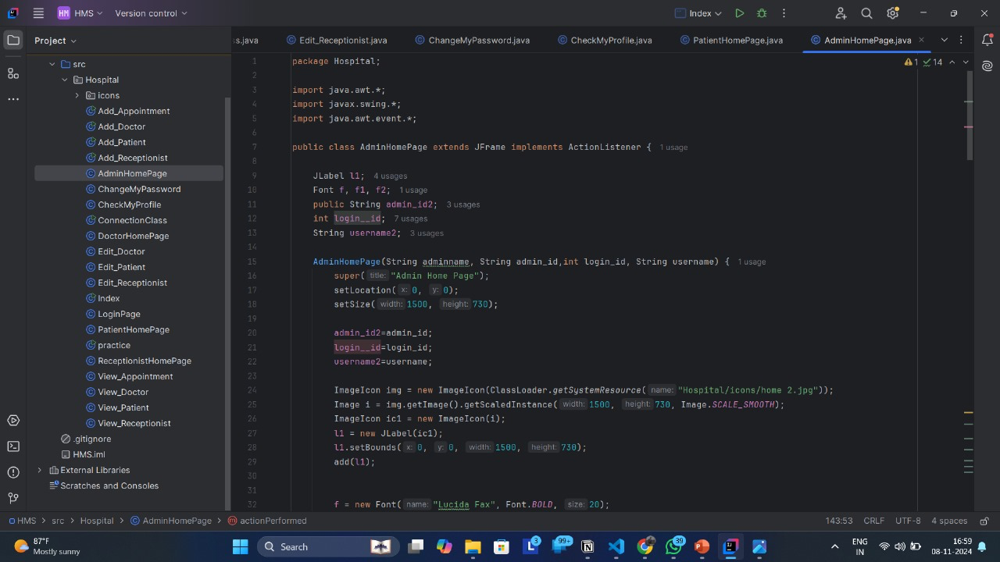 HM HMS Version control Index
Project
s.java Edit_Receptionist.java ChangeMyPassword.java CheckMyProfile.java PatientHomePage.java AdminHomePage.java
src
Hospital
icons
Add_Appointment
Add_Doctor
Add_Patient
Add_Receptionist
AdminHomePage
ChangeMyPassword
CheckMyProfile
ConnectionClass
DoctorHomePage
Edit_Doctor
Edit_Patient
Edit_Receptionist
Index
LoginPage
PatientHomePage
practice
ReceptionistHomePage
View_Appointment
View_Doctor
View_Patient
View_Receptionist
.gitignore
HMS.iml
External Libraries
Scratches and Consoles
1 package Hospital;
1 14
2
3 import java.awt.*;
4 import javax.swing.*;
5 import java.awt.event.*;
6
7 public class AdminHomePage extends JFrame implements ActionListener { 1 usage
8
9 JLabel l1; 4 usages
10 Font f, f1, f2; 1 usage
11 public String admin_id2; 3 usages
12 int login__id; 7 usages
13 String username2; 3 usages
14
15 AdminHomePage(String adminname, String admin_id,int login_id, String username) { 1 usage
16 super( title: "Admin Home Page");
17 setLocation( x: 0, y: 0);
18 setSize( width: 1500, height: 730);
19
20 admin_id2=admin_id;
21 login__id=login_id;
22 username2=username;
23
24 ImageIcon img = new ImageIcon(ClassLoader.getSystemResource( name: "Hospital/icons/home 2.jpg"));
25 Image i = img.getImage().getScaledInstance( width: 1500, height: 730, Image.SCALE_SMOOTH);
26 ImageIcon ic1 = new ImageIcon(i);
27 l1 = new JLabel(ic1);
28 l1.setBounds( x: 0, y: 0, width: 1500, height: 730);
29 add(l1);
30
31
32 f = new Font( name: "Lucida Fax", Font.BOLD, size: 20);
HMS src Hospital AdminHomePage actionPerformed 143:53 CRLF UTF-8 4 spaces
87°F
Mostly sunny
Search
3
99+
39
ENG
IN
16:59
08-11-2024